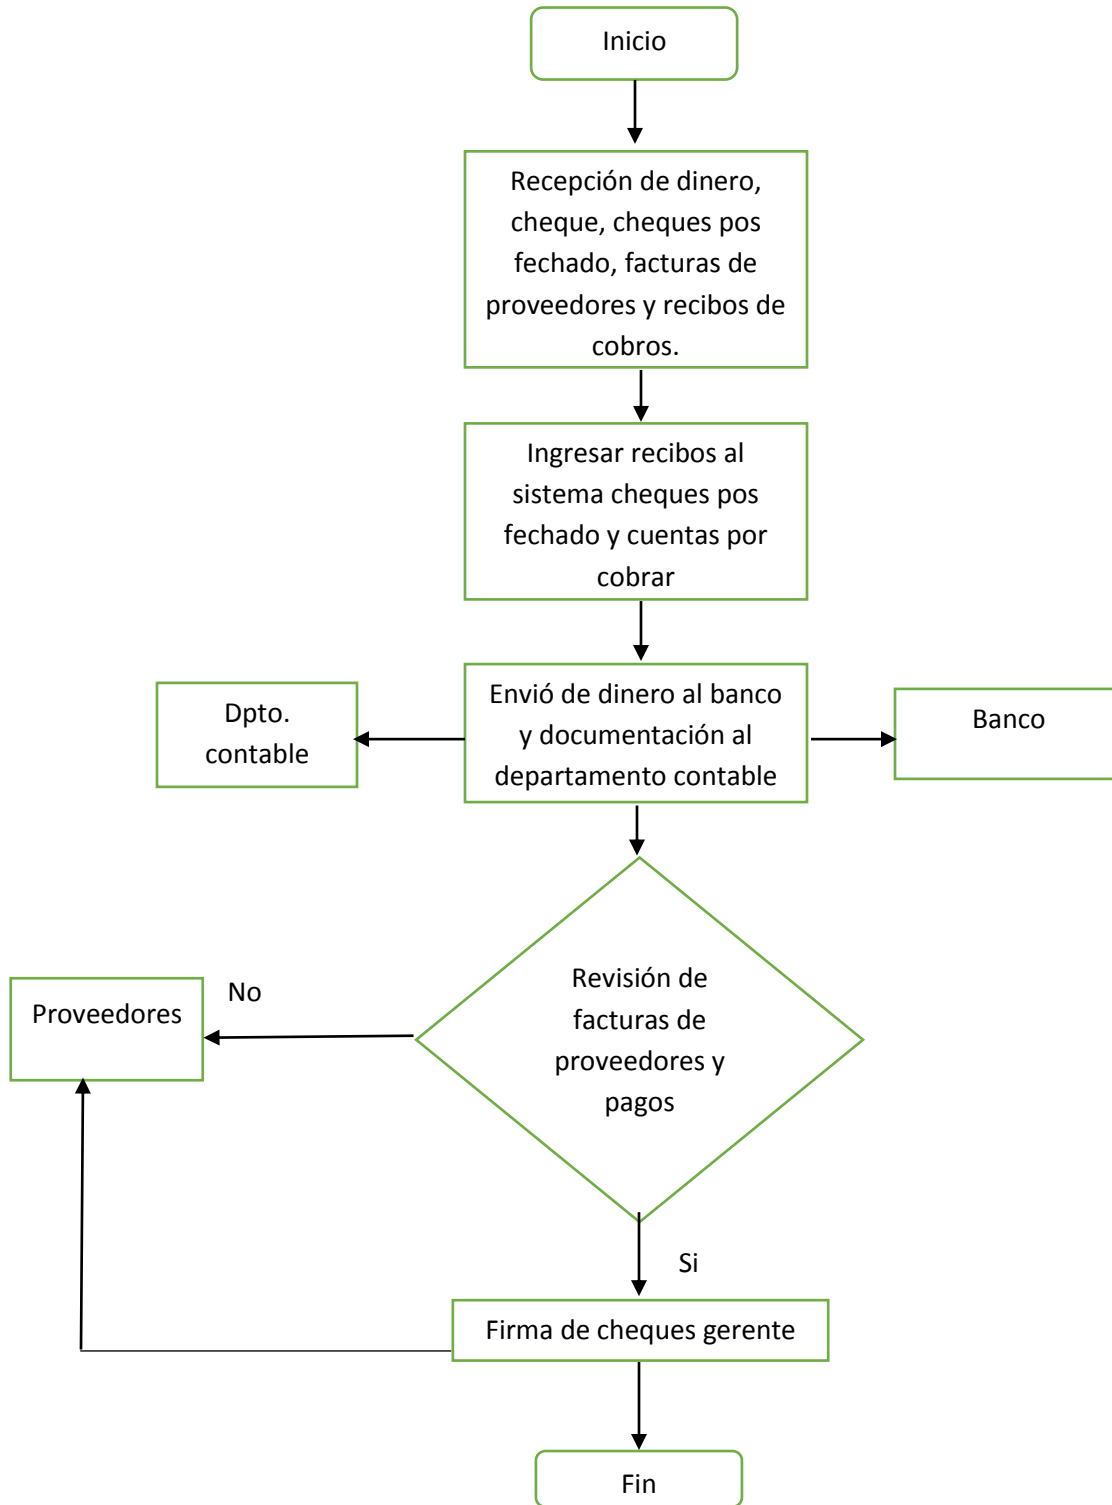 Inicio
Recepción de dinero,
cheque, cheques pos
fechado, facturas de
proveedores y recibos de
cobros.
Ingresar recibos al
sistema cheques pos
fechado y cuentas por
cobrar
Dpto.
contable
Envió de dinero al banco
y documentación al
departamento contable
Banco
Revisión de
facturas de
proveedores y
pagos
No
Proveedores
Si
Firma de cheques gerente
Fin